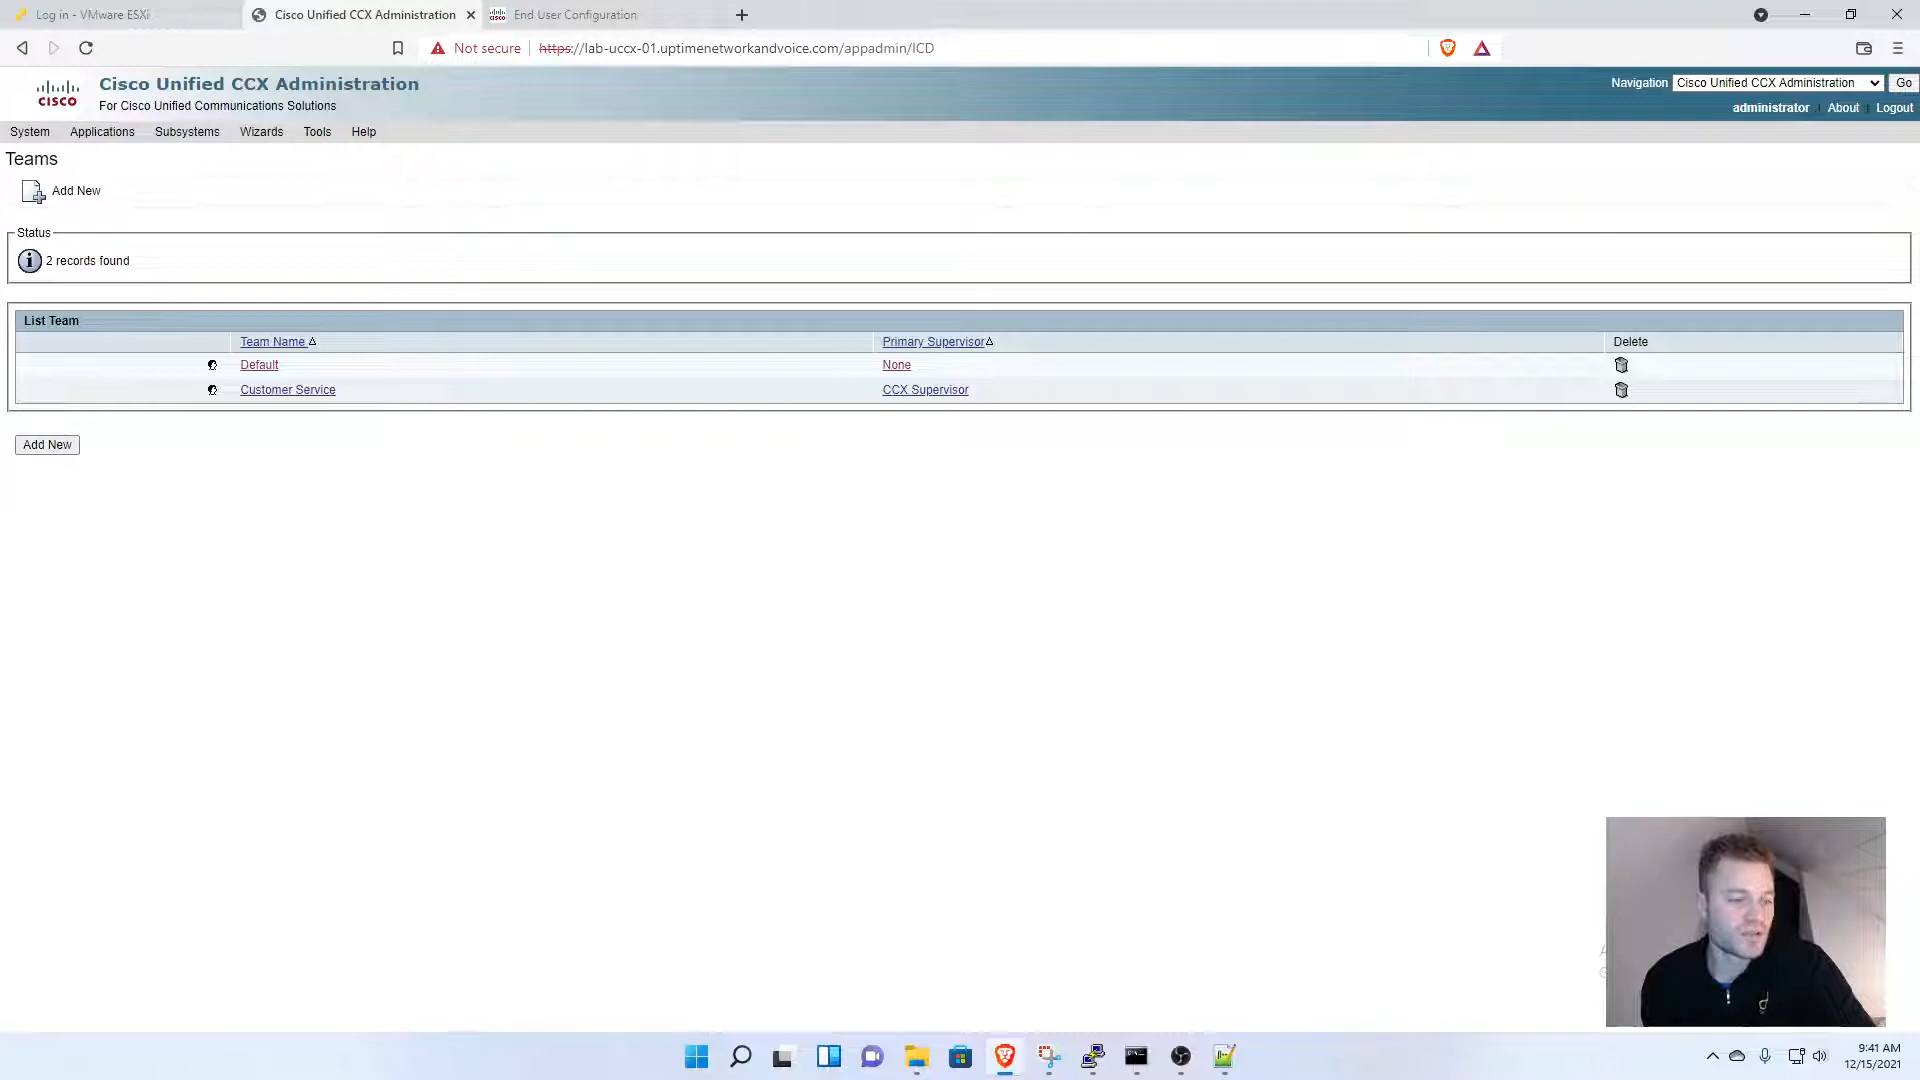 Log in - VMware ESXi
Cisco Unified CCX Administration
End User Configuration
Not secure
https://lab-uccx-01.uptimenetworkandvoice.com/appadmin/ICD
cisco
Cisco Unified CCX Administration
For Cisco Unified Communications Solutions
Navigation Cisco Unified CCX Administration Go
administrator About Logout
System Applications Subsystems Wizards Tools Help
Teams
Add New
Status
2 records found
List Team
Team Name Primary Supervisor Delete
Default None
Customer Service CCX Supervisor
Add New
9:41 AM
12/15/2021